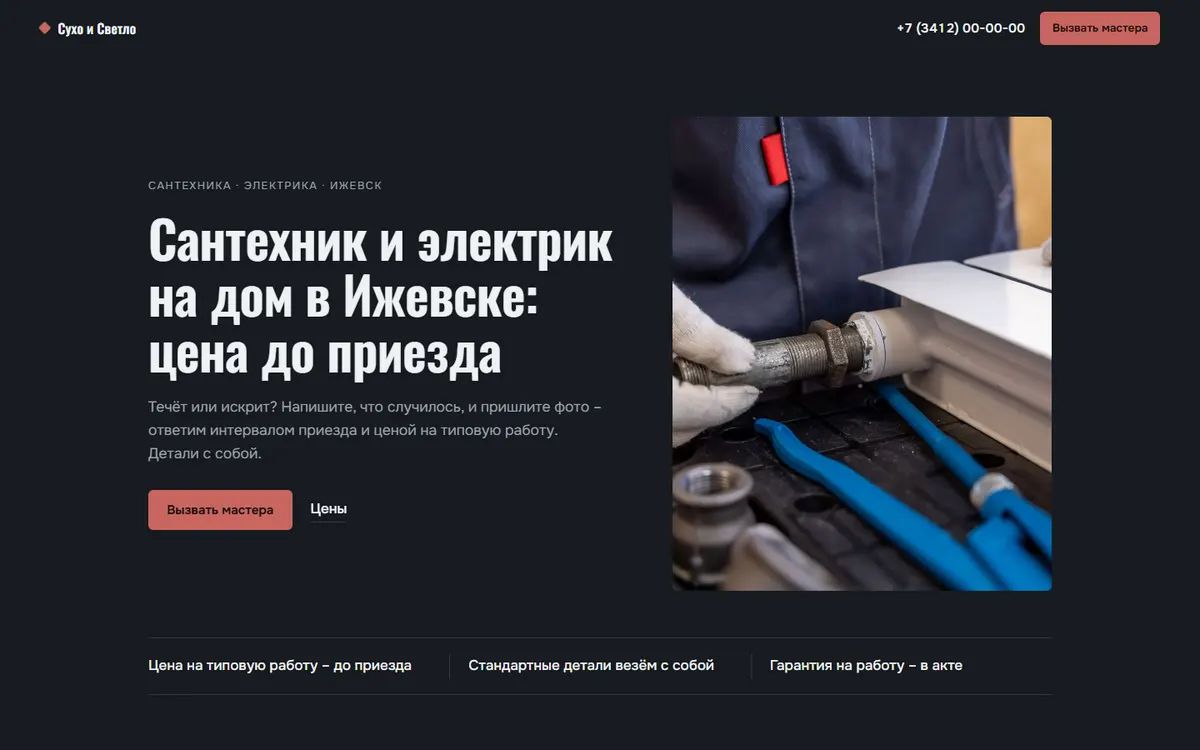 Сухо и Светло
+7 (3412) 00-00-00
Вызвать мастера
САНТЕХНИКА · ЭЛЕКТРИКА · ИЖЕВСК
Сантехник и электрик
на дом в Ижевске:
цена до приезда
Течёт или искрит? Напишите, что случилось, и пришлите фото –
ответим интервалом приезда и ценой на типовую работу.
Детали с собой.
Вызвать мастера
Цены
Цена на типовую работу – до приезда
Стандартные детали везём с собой
Гарантия на работу – в акте